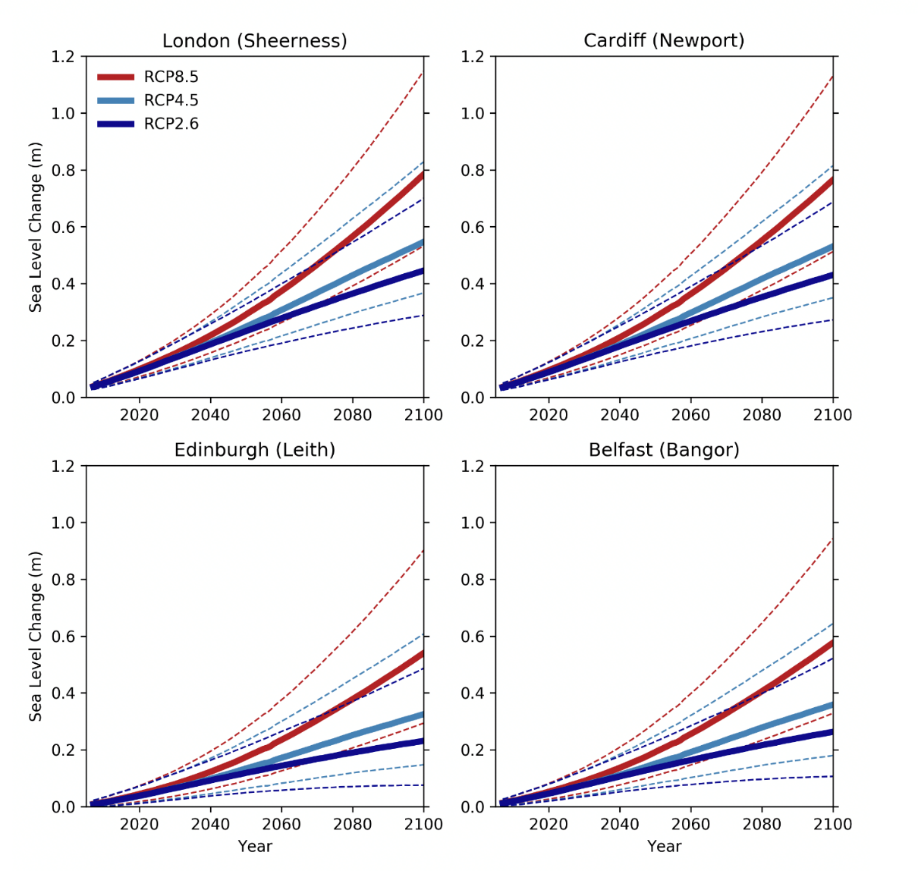 London (Sheerness)
Cardiff (Newport)
1.2
1.0
0.8
0.6
0.4
0.2
0.0
Sea Level Change (m)
RCP8.5
RCP4.5
RCP2.6
2020 2040 2060 2080 2100
1.2
1.0
0.8
0.6
0.4
0.2
0.0
2020 2040 2060 2080 2100
Edinburgh (Leith)
Belfast (Bangor)
1.2
1.0
0.8
0.6
0.4
0.2
0.0
Sea Level Change (m)
2020 2040 2060 2080 2100
Year
1.2
1.0
0.8
0.6
0.4
0.2
0.0
2020 2040 2060 2080 2100
Year